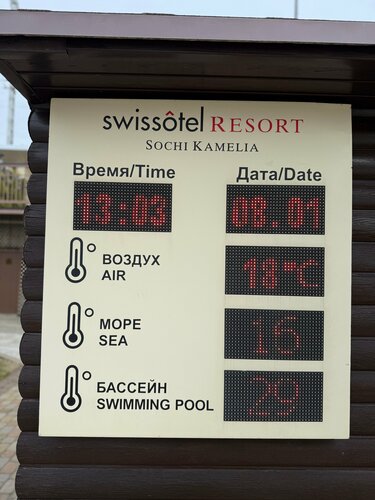 swissôtel RESORT
SOCHI KAMELIA
Время/Time Дата/Date
13:03 08.01
ВОЗДУХ
AIR
18°C
МОРЕ
SEA
16
БАССЕЙН
SWIMMING POOL
29